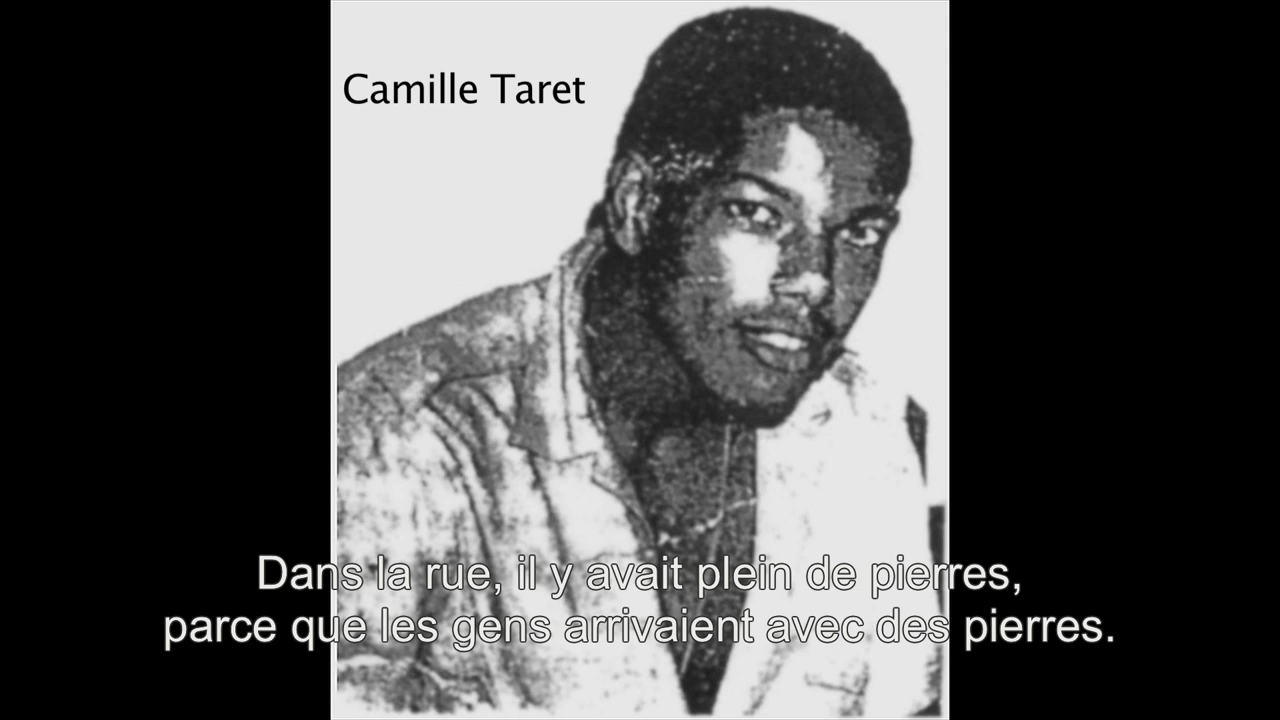 Camille Taret
Dans la rue, il y avait plein de pierres,
parce que les gens arrivaient avec des pierres.